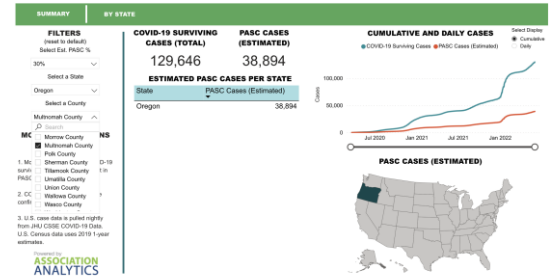 SUMMARY
BY STATE
FILTERS
(reset to default)
Select Est. PASC %
30%
Select a State
Oregon
Select a County
Multnomah County
Search
Morrow County
Multnomah County
Polk County
Sherman County
Tillamook County
Umatilla County
Union County
Wallowa County
Wasco County
3. U.S. case data is pulled nightly
from JHU CSSE COVID-19 Data.
U.S. Census data uses 2019 1-year
estimates.
Powered by
ASSOCIATION
ANALYTICS
COVID-19 SURVIVING
CASES (TOTAL)
129,646
PASC CASES
(ESTIMATED)
38,894
ESTIMATED PASC CASES PER STATE
State PASC Cases (Estimated)
Oregon 38,894
CUMULATIVE AND DAILY CASES
COVID-19 Surviving Cases PASC Cases (Estimated)
Select Display
Cumulative
Daily
Cases
100,000
50,000
0
Jul 2020 Jan 2021 Jul 2021 Jan 2022
PASC CASES (ESTIMATED)